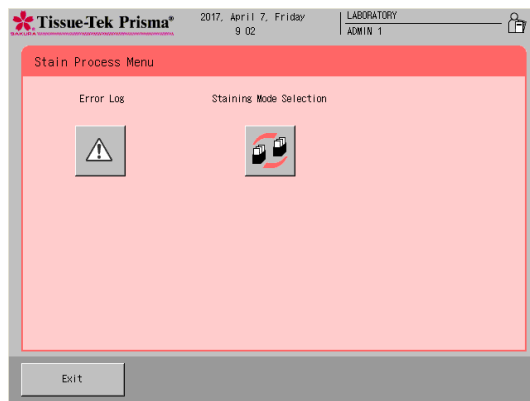 Tissue-Tek Prisma®
SAKURA
2017, April 7, Friday
9 02
LABORATORY
ADMIN 1
Stain Process Menu
Error Log
Staining Mode Selection
Exit